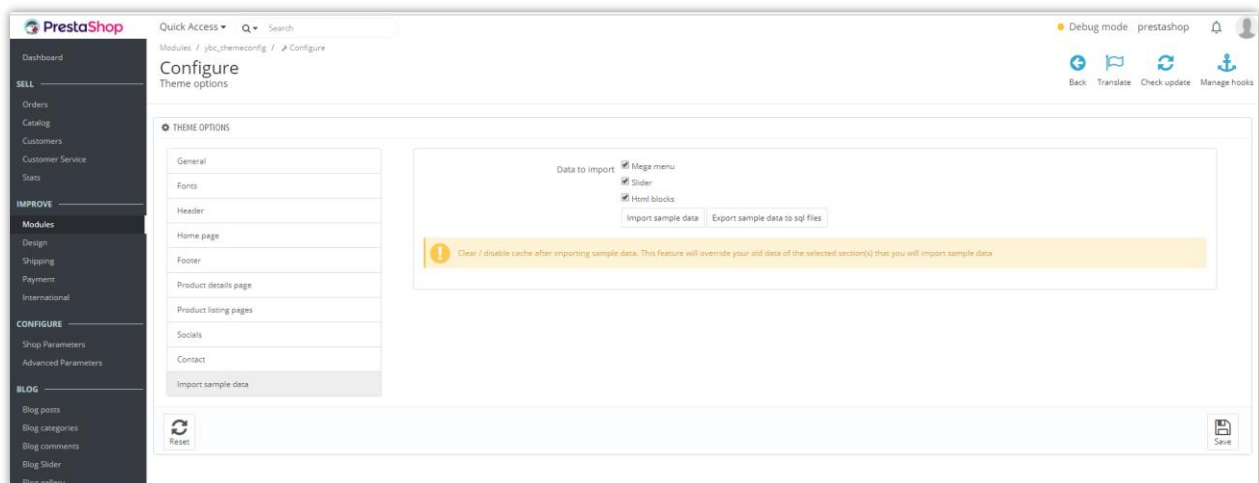 PrestaShop
Quick Access
Search
Debug mode prestashop
Modules / ybc_themeconfig / Configure
Configure
Theme options
Back
Translate
Check update
Manage hooks
Dashboard
SELL
Orders
Catalog
Customers
Customer Service
Stats
IMPROVE
Modules
Design
Shipping
Payment
International
CONFIGURE
Shop Parameters
Advanced Parameters
BLOG
Blog posts
Blog categories
Blog comments
Blog Slider
Blog gallery
THEME OPTIONS
General
Fonts
Header
Home page
Footer
Product details page
Product listing pages
Socials
Contact
Import sample data
Data to import
Mega menu
Slider
Html blocks
Import sample data
Export sample data to sql files
Clear / disable cache after importing sample data. This feature will override your old data of the selected section(s) that you will import sample data
Reset
Save